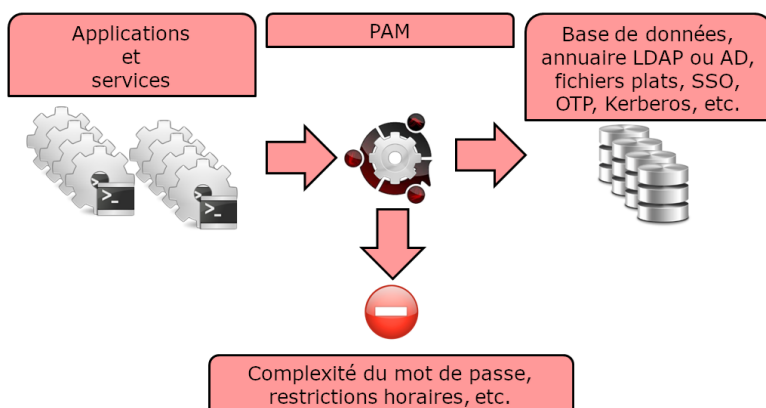 Applications
et
services
PAM
Base de données,
annuaire LDAP ou AD,
fichiers plats, SSO,
OTP, Kerberos, etc.
>_
>_
Complexité du mot de passe,
restrictions horaires, etc.